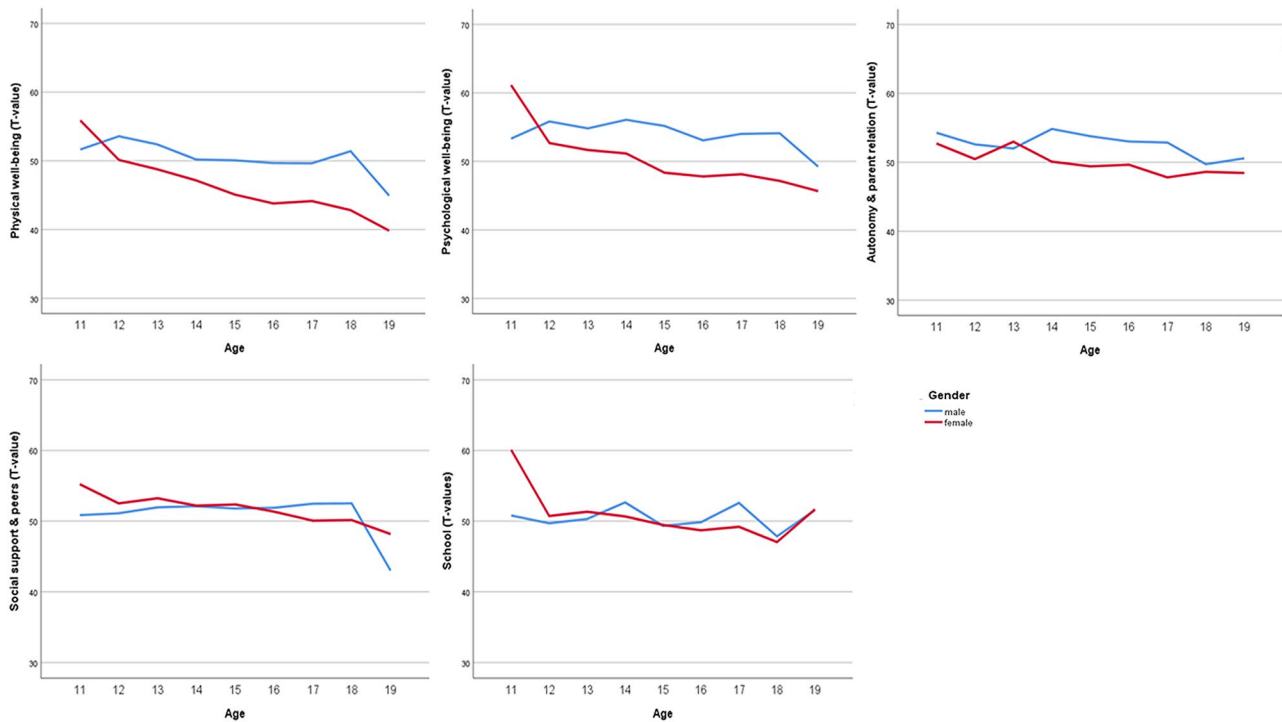 70
60
50
40
30
Physical well-being (T-value)
11 12 13 14 15 16 17 18 19
Age
70
60
50
40
30
Psychological well-being (T-value)
11 12 13 14 15 16 17 18 19
Age
70
60
50
40
30
Autonomy & parent relation (T-value)
11 12 13 14 15 16 17 18 19
Age
70
60
50
40
30
Social support & peers (T-value)
11 12 13 14 15 16 17 18 19
Age
70
60
50
40
30
School (T-values)
11 12 13 14 15 16 17 18 19
Age
Gender
male
female